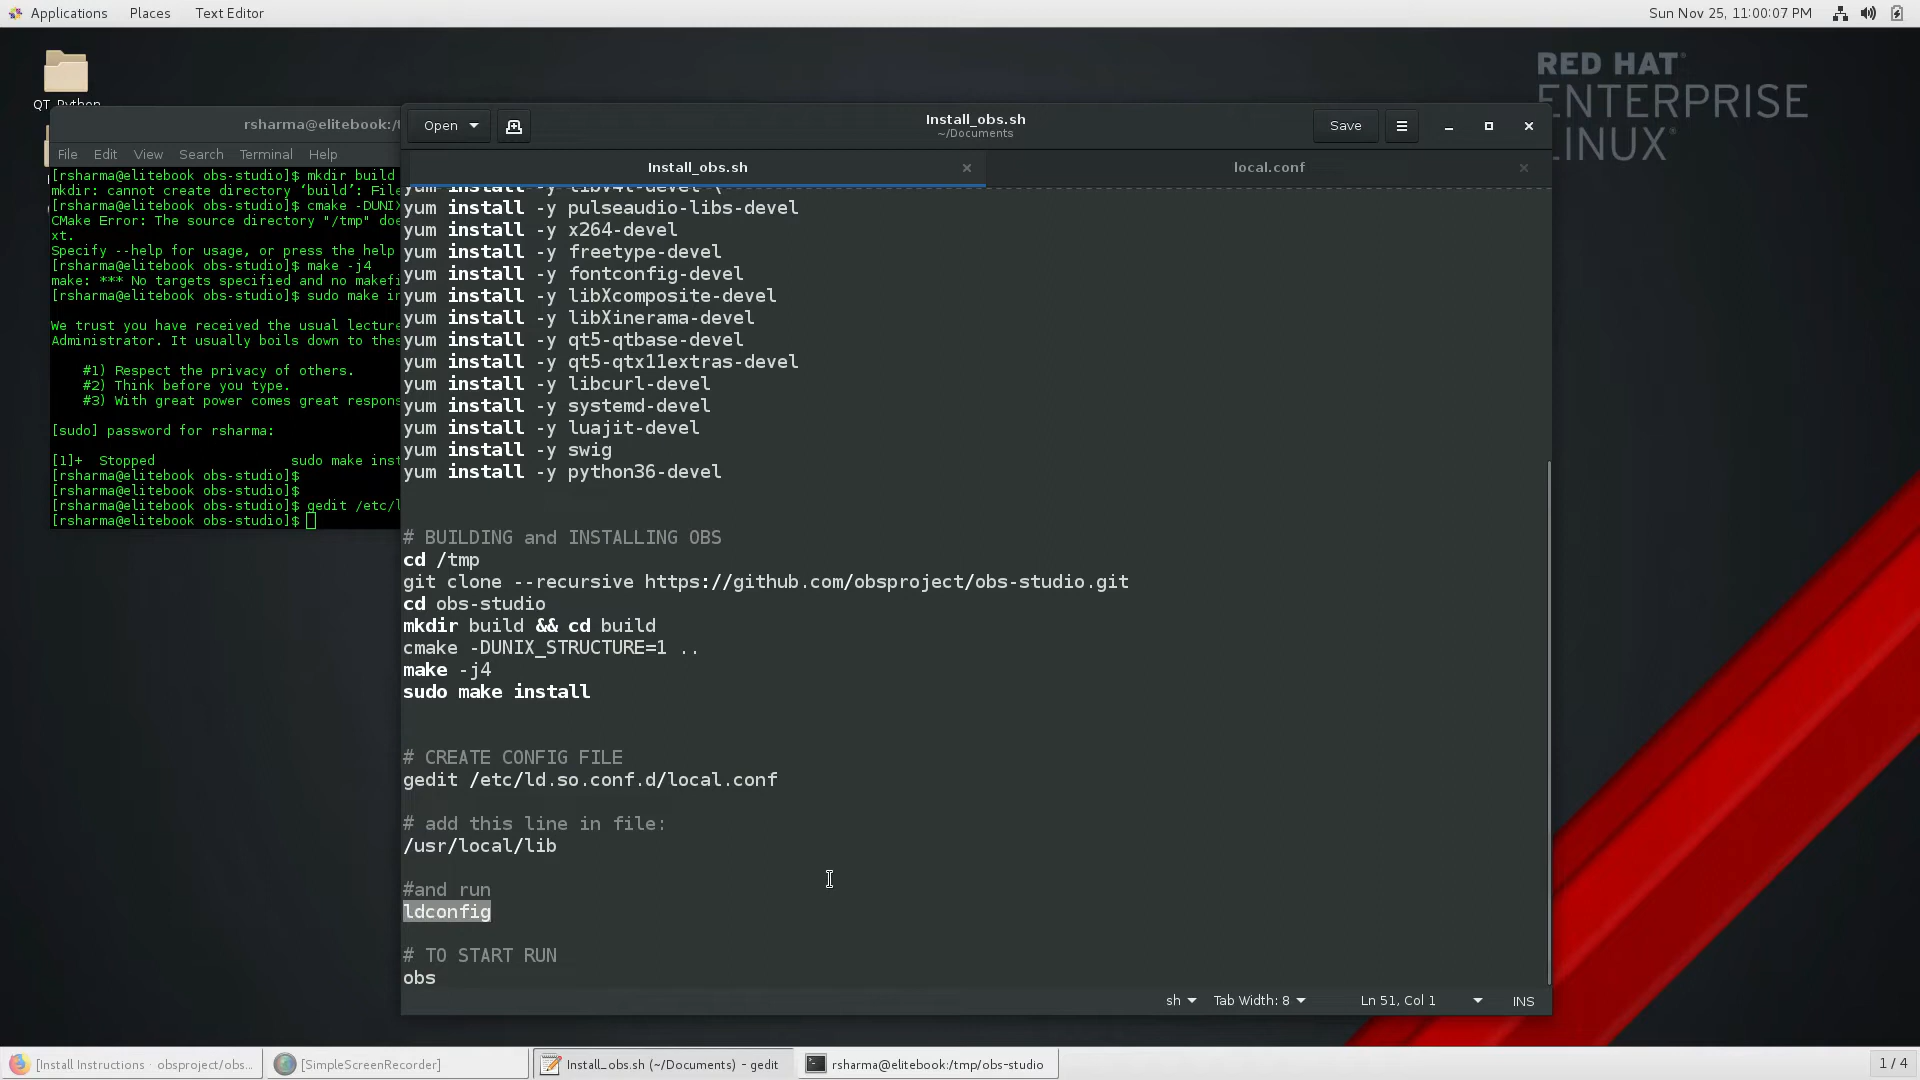 Applications Places Text Editor Sun Nov 25, 11:00:07 PM
RED HAT
ENTERPRISE
LINUX
QT_Python
rsharma@elitebook:/t
File Edit View Search Terminal Help
[rsharma@elitebook obs-studio]$ mkdir build
mkdir: cannot create directory ‘build’: File
[rsharma@elitebook obs-studio]$ cmake -DUNIX
CMake Error: The source directory "/tmp" doe
xt.
Specify --help for usage, or press the help
[rsharma@elitebook obs-studio]$ make -j4
make: *** No targets specified and no makefi
[rsharma@elitebook obs-studio]$ sudo make in
We trust you have received the usual lecture
Administrator. It usually boils down to thes
#1) Respect the privacy of others.
#2) Think before you type.
#3) With great power comes great respons
[sudo] password for rsharma:
[1]+ Stopped sudo make inst
[rsharma@elitebook obs-studio]$
[rsharma@elitebook obs-studio]$
[rsharma@elitebook obs-studio]$ gedit /etc/l
[rsharma@elitebook obs-studio]$
Open Install_obs.sh Save
~/Documents
Install_obs.sh local.conf
yum install -y libv4l-devel \
yum install -y pulseaudio-libs-devel
yum install -y x264-devel
yum install -y freetype-devel
yum install -y fontconfig-devel
yum install -y libXcomposite-devel
yum install -y libXinerama-devel
yum install -y qt5-qtbase-devel
yum install -y qt5-qtx11extras-devel
yum install -y libcurl-devel
yum install -y systemd-devel
yum install -y luajit-devel
yum install -y swig
yum install -y python36-devel
# BUILDING and INSTALLING OBS
cd /tmp
git clone --recursive https://github.com/obsproject/obs-studio.git
cd obs-studio
mkdir build && cd build
cmake -DUNIX_STRUCTURE=1 ..
make -j4
sudo make install
# CREATE CONFIG FILE
gedit /etc/ld.so.conf.d/local.conf
# add this line in file:
/usr/local/lib
#and run
ldconfig
# TO START RUN
obs
sh Tab Width: 8 Ln 51, Col 1 INS
[Install Instructions · obsproject/obs... [SimpleScreenRecorder] Install_obs.sh (~/Documents) - gedit rsharma@elitebook:/tmp/obs-studio 1 / 4